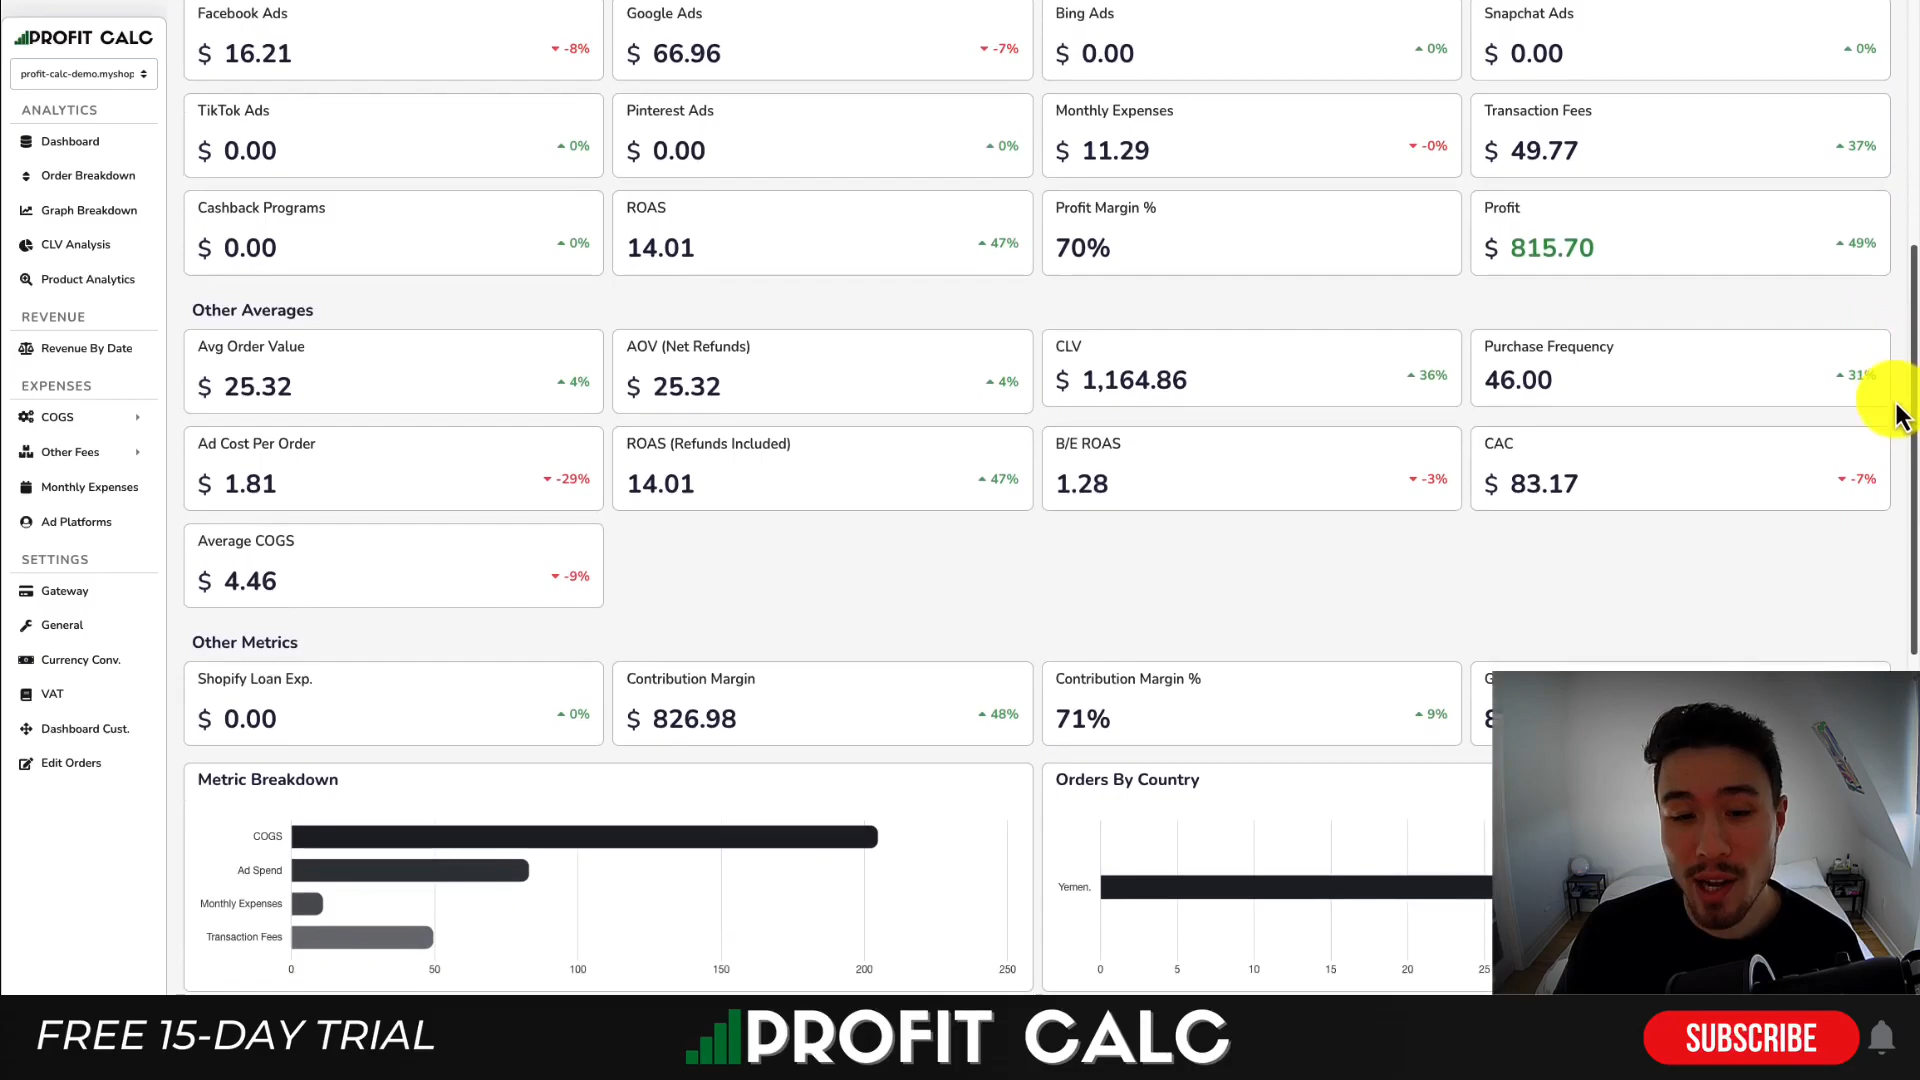 PROFIT CALC
profit-calc-demo.myshop
ANALYTICS
Dashboard
Order Breakdown
Graph Breakdown
CLV Analysis
Product Analytics
REVENUE
Revenue By Date
EXPENSES
COGS
Other Fees
Monthly Expenses
Ad Platforms
SETTINGS
Gateway
General
Currency Conv.
VAT
Dashboard Cust.
Edit Orders
Facebook Ads
$ 16.21 -8%
Google Ads
$ 66.96 -7%
Bing Ads
$ 0.00 0%
Snapchat Ads
$ 0.00 0%
TikTok Ads
$ 0.00 0%
Pinterest Ads
$ 0.00 0%
Monthly Expenses
$ 11.29 -0%
Transaction Fees
$ 49.77 37%
Cashback Programs
$ 0.00 0%
ROAS
14.01 47%
Profit Margin %
70%
Profit
$ 815.70 49%
Other Averages
Avg Order Value
$ 25.32 4%
AOV (Net Refunds)
$ 25.32 4%
CLV
$ 1,164.86 36%
Purchase Frequency
46.00 31%
Ad Cost Per Order
$ 1.81 -29%
ROAS (Refunds Included)
14.01 47%
B/E ROAS
1.28 -3%
CAC
$ 83.17 -7%
Average COGS
$ 4.46 -9%
Other Metrics
Shopify Loan Exp.
$ 0.00 0%
Contribution Margin
$ 826.98 48%
Contribution Margin %
71% 9%
Metric Breakdown
COGS
Ad Spend
Monthly Expenses
Transaction Fees
0 50 100 150 200 250
Orders By Country
Yemen.
0 5 10 15 20 25
FREE 15-DAY TRIAL
PROFIT CALC
SUBSCRIBE